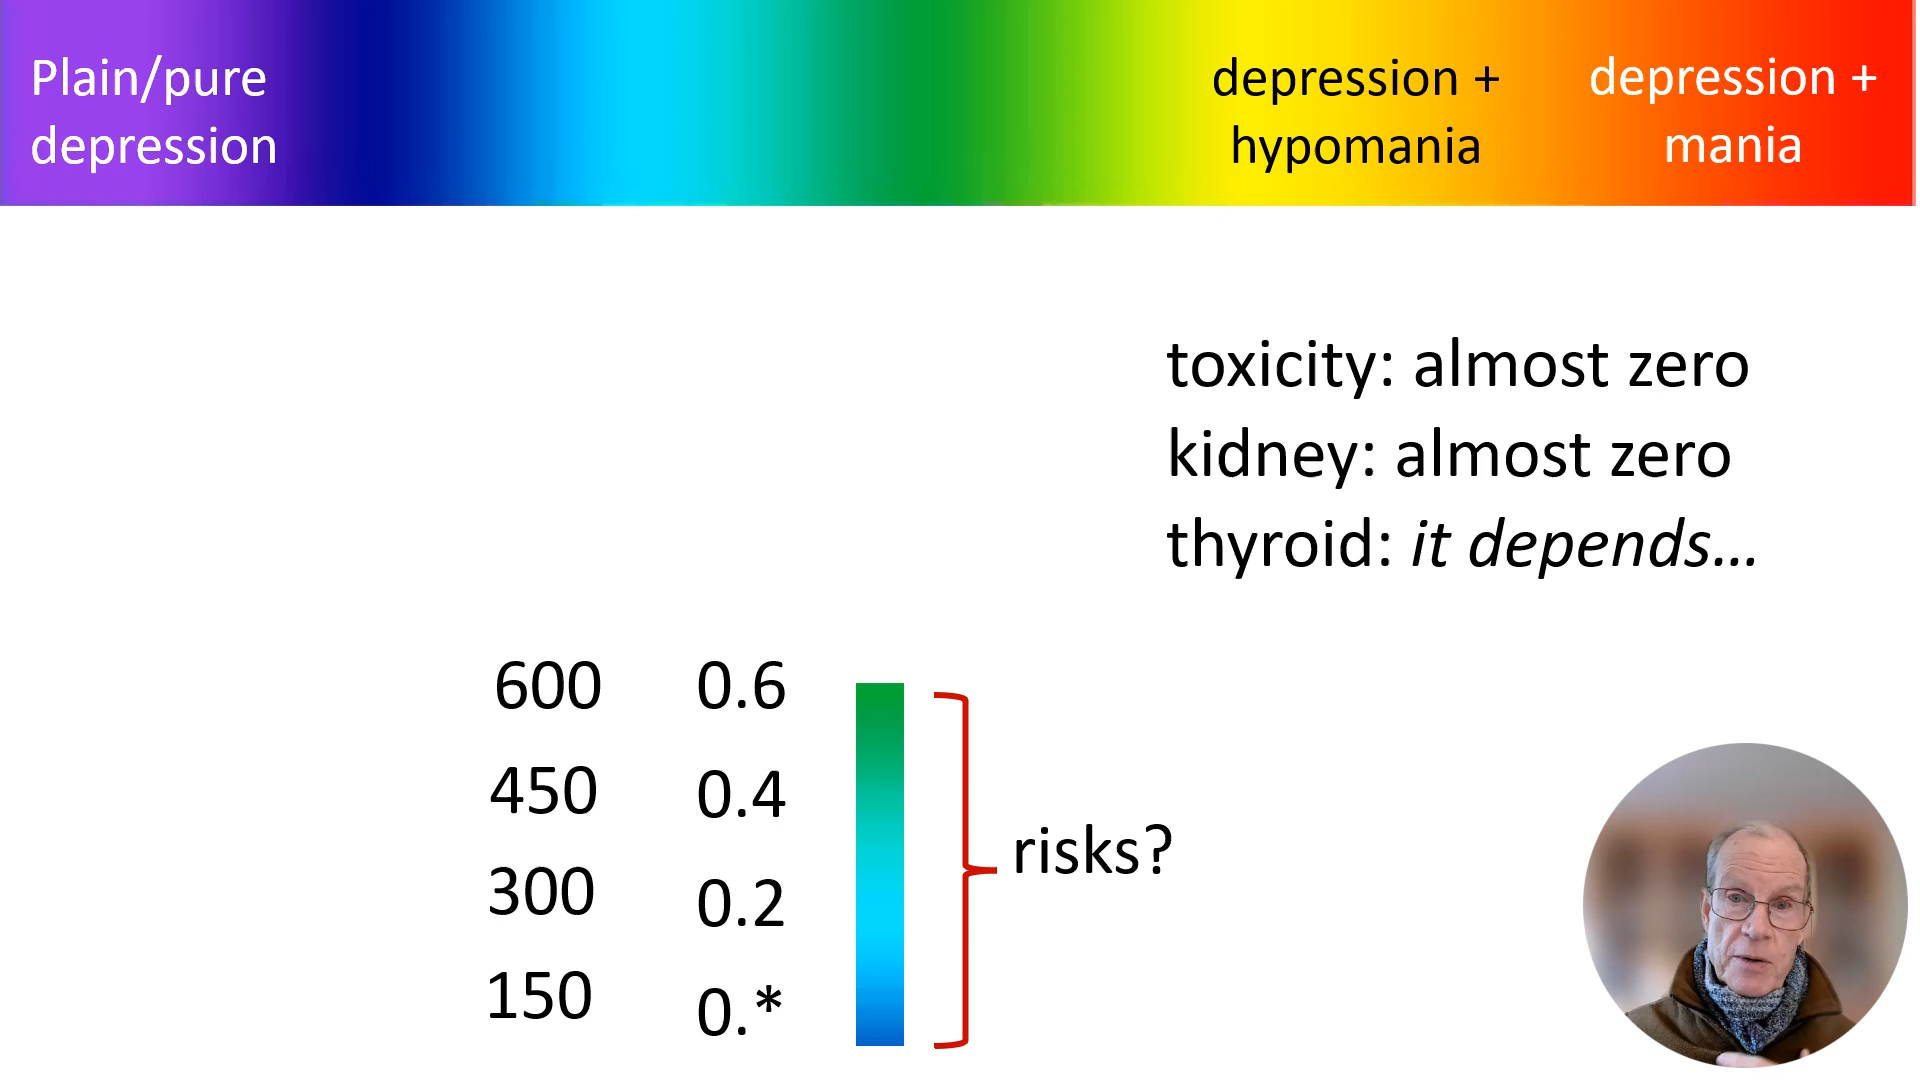 Plain/pure
depression
depression +
hypomania
depression +
mania
toxicity: almost zero
kidney: almost zero
thyroid: it depends...
600 0.6
450 0.4
300 0.2
150 0.*
risks?